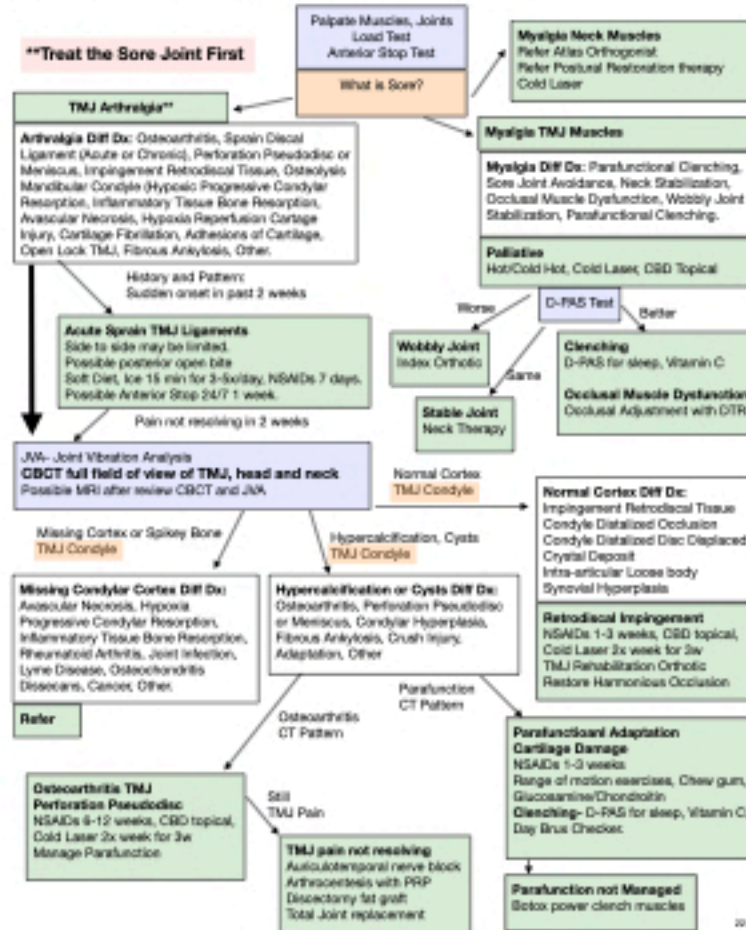 Palpate Muscles, Joints
Load Test
Anterior Stop Test
What is Sore?
**Treat the Sore Joint First
Myalgia Neck Muscles
Refer Atlas Orthogonist
Refer Postural Restoration therapy
Cold Laser
TMJ Arthralgia**
Arthralgia Diff Dx: Osteoarthritis, Sprain Discal
Ligament (Acute or Chronic), Perforation Pseudodisc or
Meniscus, Impingement Retrodiscal Tissue, Osteolysis
Mandibular Condyle (Hypoxic Progressive Condylar
Resorption, Inflammatory Tissue Bone Resorption,
Avascular Necrosis, Hypoxia Reperfusion Cartage
Injury, Cartilage Fibrillation, Adhesions of Cartilage,
Open Lock TMJ, Fibrous Ankylosis, Other.
Myalgia TMJ Muscles
Myalgia Diff Dx: Parafunctional Clenching,
Sore Joint Avoidance, Neck Stabilization,
Occlusal Muscle Dysfunction, Wobbly Joint
Stabilization, Parafunctional Clenching.
Palliative
Hot/Cold Hot, Cold Laser, CBD Topical
History and Pattern:
Sudden onset in past 2 weeks
Worse
D-PAS Test
Better
Same
Acute Sprain TMJ Ligaments
Side to side may be limited.
Possible posterior open bite
Soft Diet, Ice 15 min for 3-5x/day, NSAIDs 7 days.
Possible Anterior Stop 24/7 1 week.
Wobbly Joint
Index Orthotic
Stable Joint
Neck Therapy
Clenching
D-PAS for sleep, Vitamin C
Occlusal Muscle Dysfunction
Occlusal Adjustment with DTR
Pain not resolving in 2 weeks
JVA- Joint Vibration Analysis
CBCT full field of view of TMJ, head and neck
Possible MRI after review CBCT and JVA
Normal Cortex
TMJ Condyle
Missing Cortex or Spikey Bone
TMJ Condyle
Hypercalcification, Cysts
TMJ Condyle
Normal Cortex Diff Dx:
Impingement Retrodiscal Tissue
Condyle Distalized Occlusion
Condyle Distalized Disc Displaced
Crystal Deposit
Intra-articular Loose body
Synovial Hyperplasia
Retrodiscal Impingement
NSAIDs 1-3 weeks, CBD topical,
Cold Laser 2x week for 3w
TMJ Rehabilitation Orthotic
Restore Harmonious Occlusion
Missing Condylar Cortex Diff Dx:
Avascular Necrosis, Hypoxia
Progressive Condylar Resorption,
Inflammatory Tissue Bone Resorption,
Rheumatoid Arthritis, Joint Infection,
Lyme Disease, Osteochondritis
Dissecans, Cancer, Other.
Refer
Hypercalcification or Cysts Diff Dx:
Osteoarthritis, Perforation Pseudodisc
or Meniscus, Condylar Hyperplasia,
Fibrous Ankylosis, Crush Injury,
Adaptation, Other
Osteoarthritis
CT Pattern
Parafunction
CT Pattern
Parafunctioanl Adaptation
Cartilage Damage
NSAIDs 1-3 weeks
Range of motion exercises, Chew gum,
Glucosamine/Chondroitin
Clenching- D-PAS for sleep, Vitamin C,
Day Brux Checker.
Osteoarthritis TMJ
Perforation Pseudodisc
NSAIDs 6-12 weeks, CBD topical,
Cold Laser 2x week for 3w
Manage Parafunction
Still
TMJ Pain
TMJ pain not resolving
Auriculotemporal nerve block
Arthrocentesis with PRP
Discectomy fat graft
Total Joint replacement
Parafunction not Managed
Botox power clench muscles
22